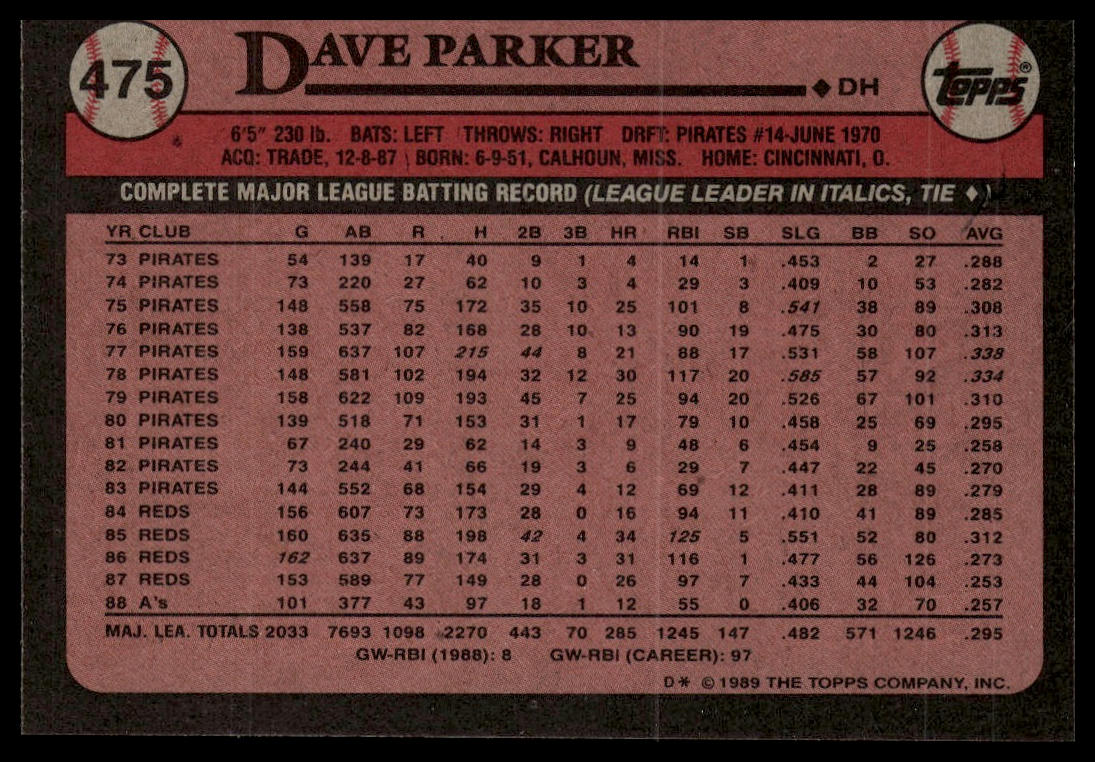 475
DAVE PARKER
◆ DH
TOPPS®
6'5" 230 lb. BATS: LEFT THROWS: RIGHT DRFT: PIRATES #14-JUNE 1970
ACQ: TRADE, 12-8-87 BORN: 6-9-51, CALHOUN, MISS. HOME: CINCINNATI, O.
COMPLETE MAJOR LEAGUE BATTING RECORD (LEAGUE LEADER IN ITALICS, TIE ◆)
YR CLUB G AB R H 2B 3B HR RBI SB SLG BB SO AVG
73 PIRATES 54 139 17 40 9 1 4 14 1 .453 2 27 .288
74 PIRATES 73 220 27 62 10 3 4 29 3 .409 10 53 .282
75 PIRATES 148 558 75 172 35 10 25 101 8 .541 38 89 .308
76 PIRATES 138 537 82 168 28 10 13 90 19 .475 30 80 .313
77 PIRATES 159 637 107 215 44 8 21 88 17 .531 58 107 .338
78 PIRATES 148 581 102 194 32 12 30 117 20 .585 57 92 .334
79 PIRATES 158 622 109 193 45 7 25 94 20 .526 67 101 .310
80 PIRATES 139 518 71 153 31 1 17 79 10 .458 25 69 .295
81 PIRATES 67 240 29 62 14 3 9 48 6 .454 9 25 .258
82 PIRATES 73 244 41 66 19 3 6 29 7 .447 22 45 .270
83 PIRATES 144 552 68 154 29 4 12 69 12 .411 28 89 .279
84 REDS 156 607 73 173 28 0 16 94 11 .410 41 89 .285
85 REDS 160 635 88 198 42 4 34 125 5 .551 52 80 .312
86 REDS 162 637 89 174 31 3 31 116 1 .477 56 126 .273
87 REDS 153 589 77 149 28 0 26 97 7 .433 44 104 .253
88 A's 101 377 43 97 18 1 12 55 0 .406 32 70 .257
MAJ. LEA. TOTALS 2033 7693 1098 2270 443 70 285 1245 147 .482 571 1246 .295
GW-RBI (1988): 8 GW-RBI (CAREER): 97
D* © 1989 THE TOPPS COMPANY, INC.